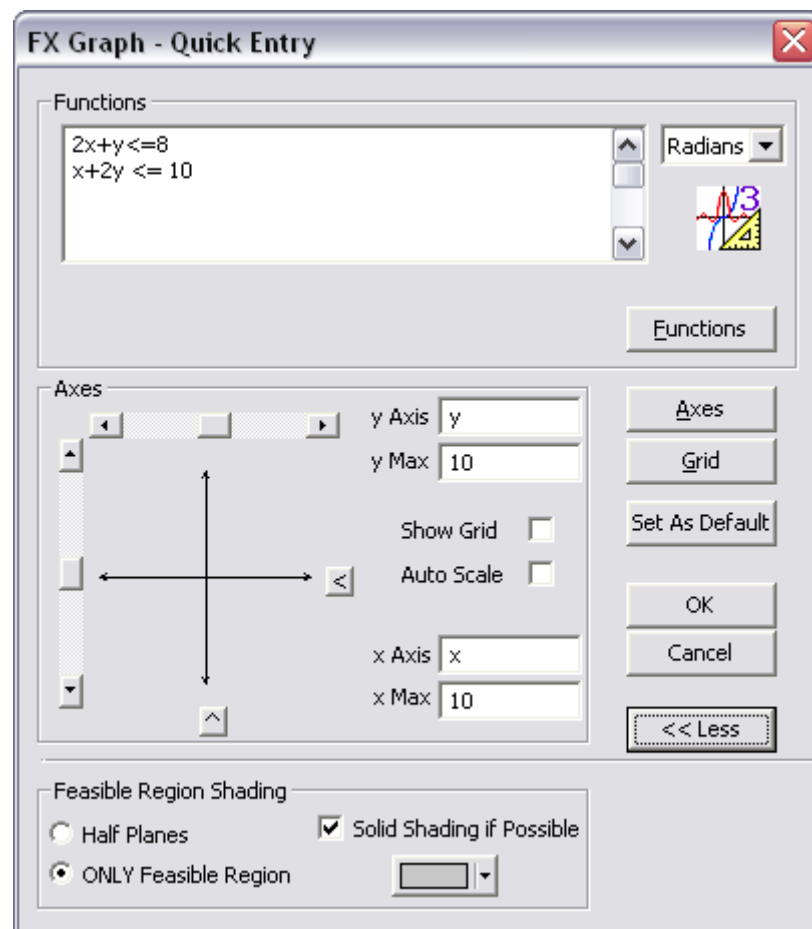 FX Graph - Quick Entry
Functions
2x+y<=8
x+2y <= 10
Radians
3
Functions
Axes
y Axis y
y Max 10
Show Grid
Auto Scale
<
x Axis x
x Max 10
^
Axes
Grid
Set As Default
OK
Cancel
<< Less
Feasible Region Shading
Half Planes
Solid Shading if Possible
ONLY Feasible Region